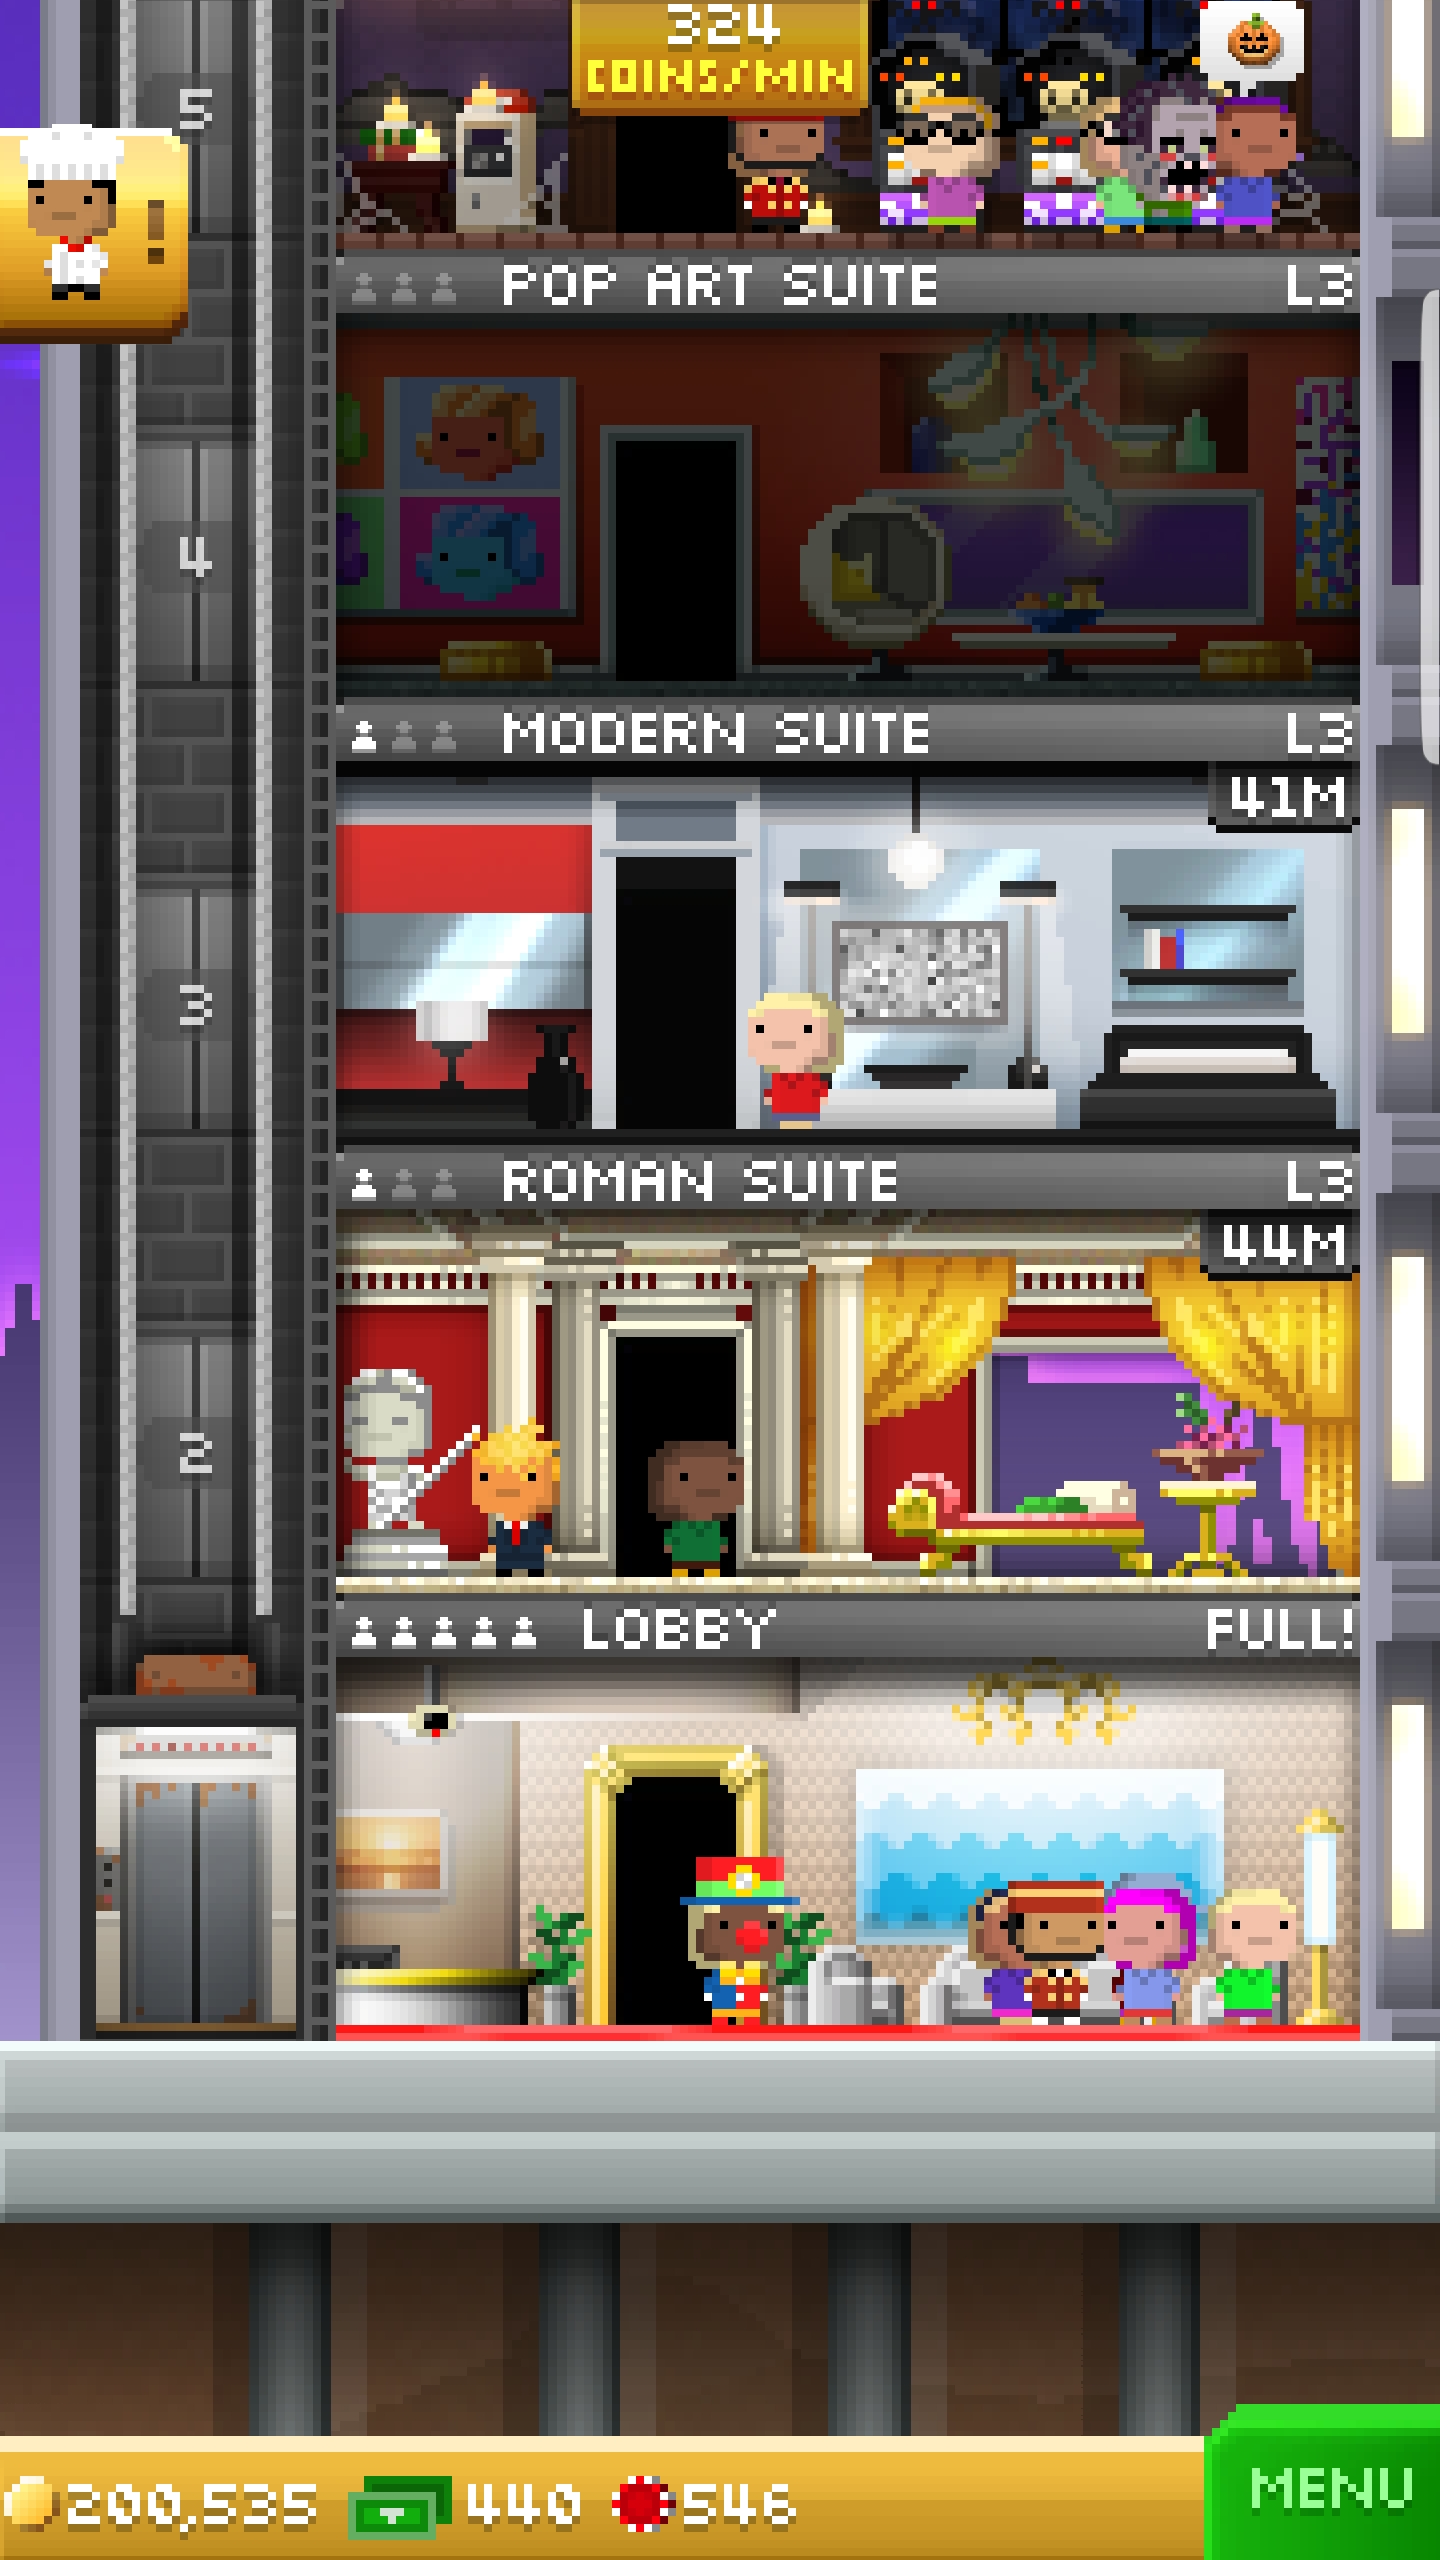 324
COINS/MIN
5
!
POP ART SUITE L3
4
MODERN SUITE L3
41M
3
ROMAN SUITE L3
44M
2
LOBBY FULL!
200,535 440 546
MENU